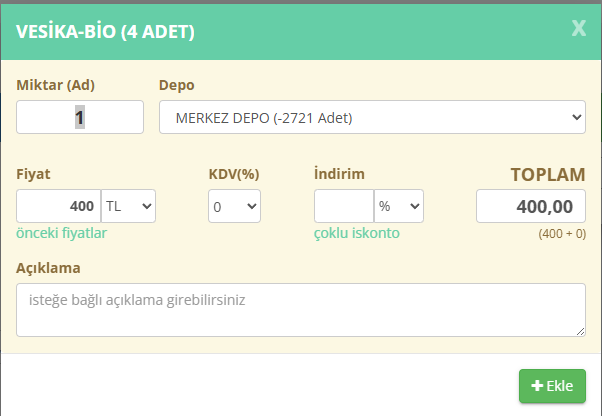 VESİKA-BİO (4 ADET)
X
Miktar (Ad) Depo
1 MERKEZ DEPO (-2721 Adet)
Fiyat KDV(%) İndirim TOPLAM
400 TL 0 % 400,00
önceki fiyatlar çoklu iskonto (400 + 0)
Açıklama
isteğe bağlı açıklama girebilirsiniz
+ Ekle